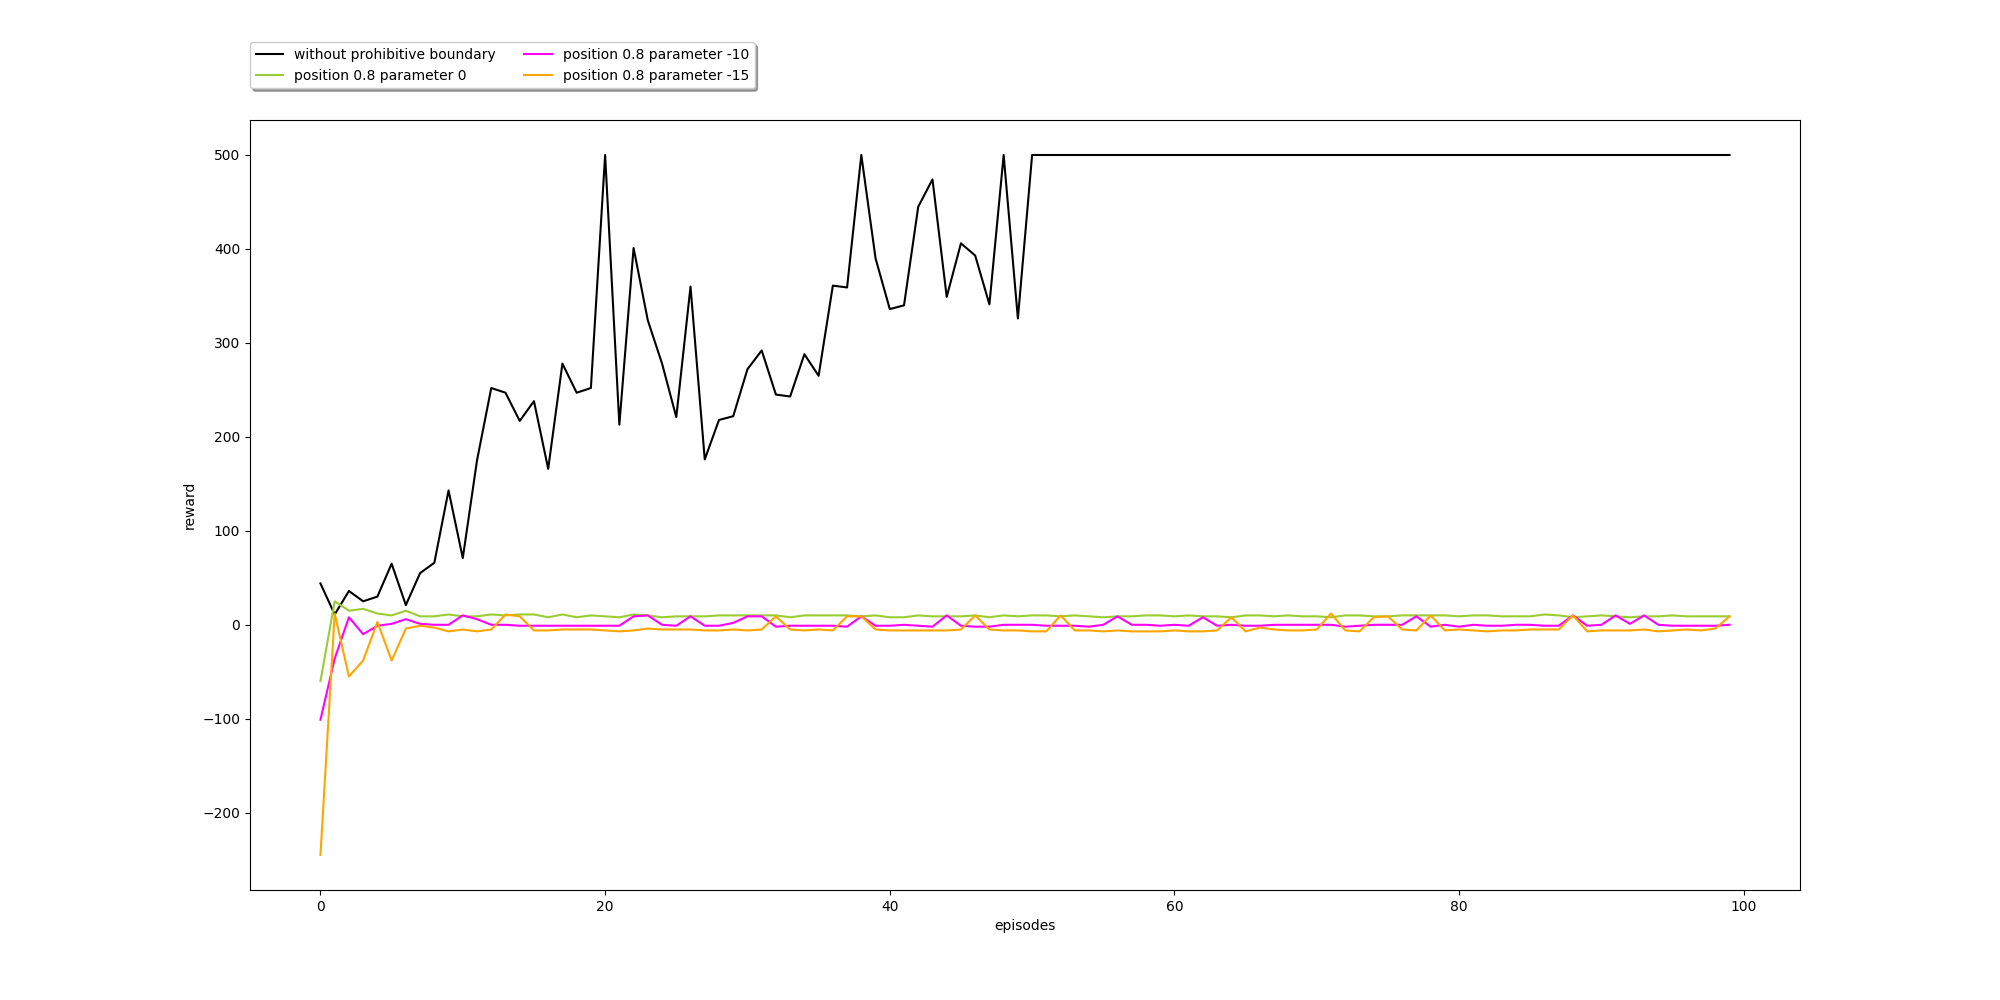 without prohibitive boundary
position 0.8 parameter 0
position 0.8 parameter -10
position 0.8 parameter -15
500
400
300
200
100
0
−100
−200
reward
0
20
40
60
80
100
episodes